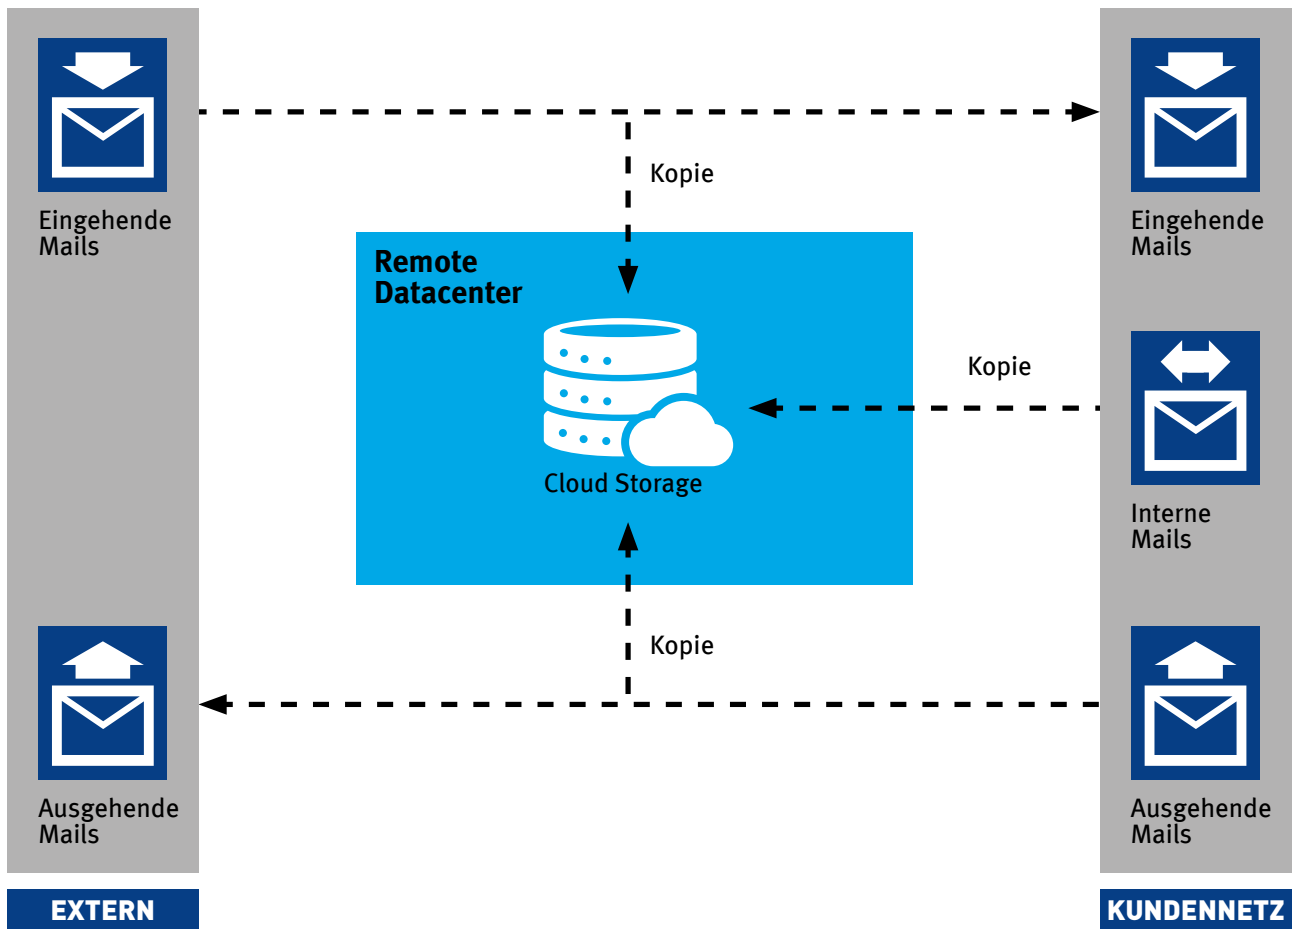 Eingehende
Mails
Kopie
Eingehende
Mails
Remote
Datacenter
Kopie
Cloud Storage
Interne
Mails
Kopie
Ausgehende
Mails
Ausgehende
Mails
EXTERN
KUNDENNETZ